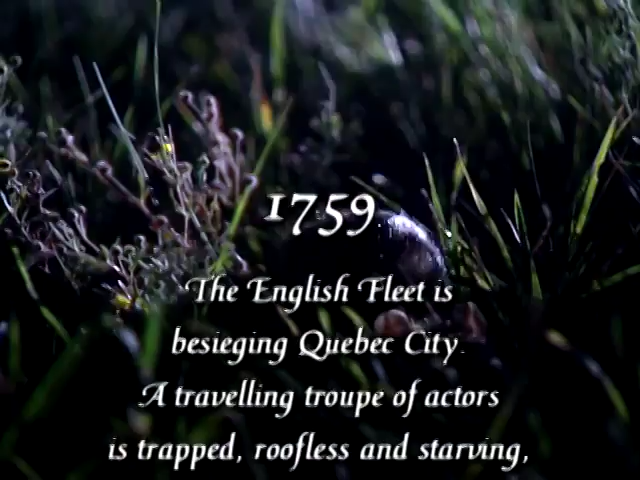 1759
The English Fleet is
besieging Quebec City.
A travelling troupe of actors
is trapped, roofless and starving,